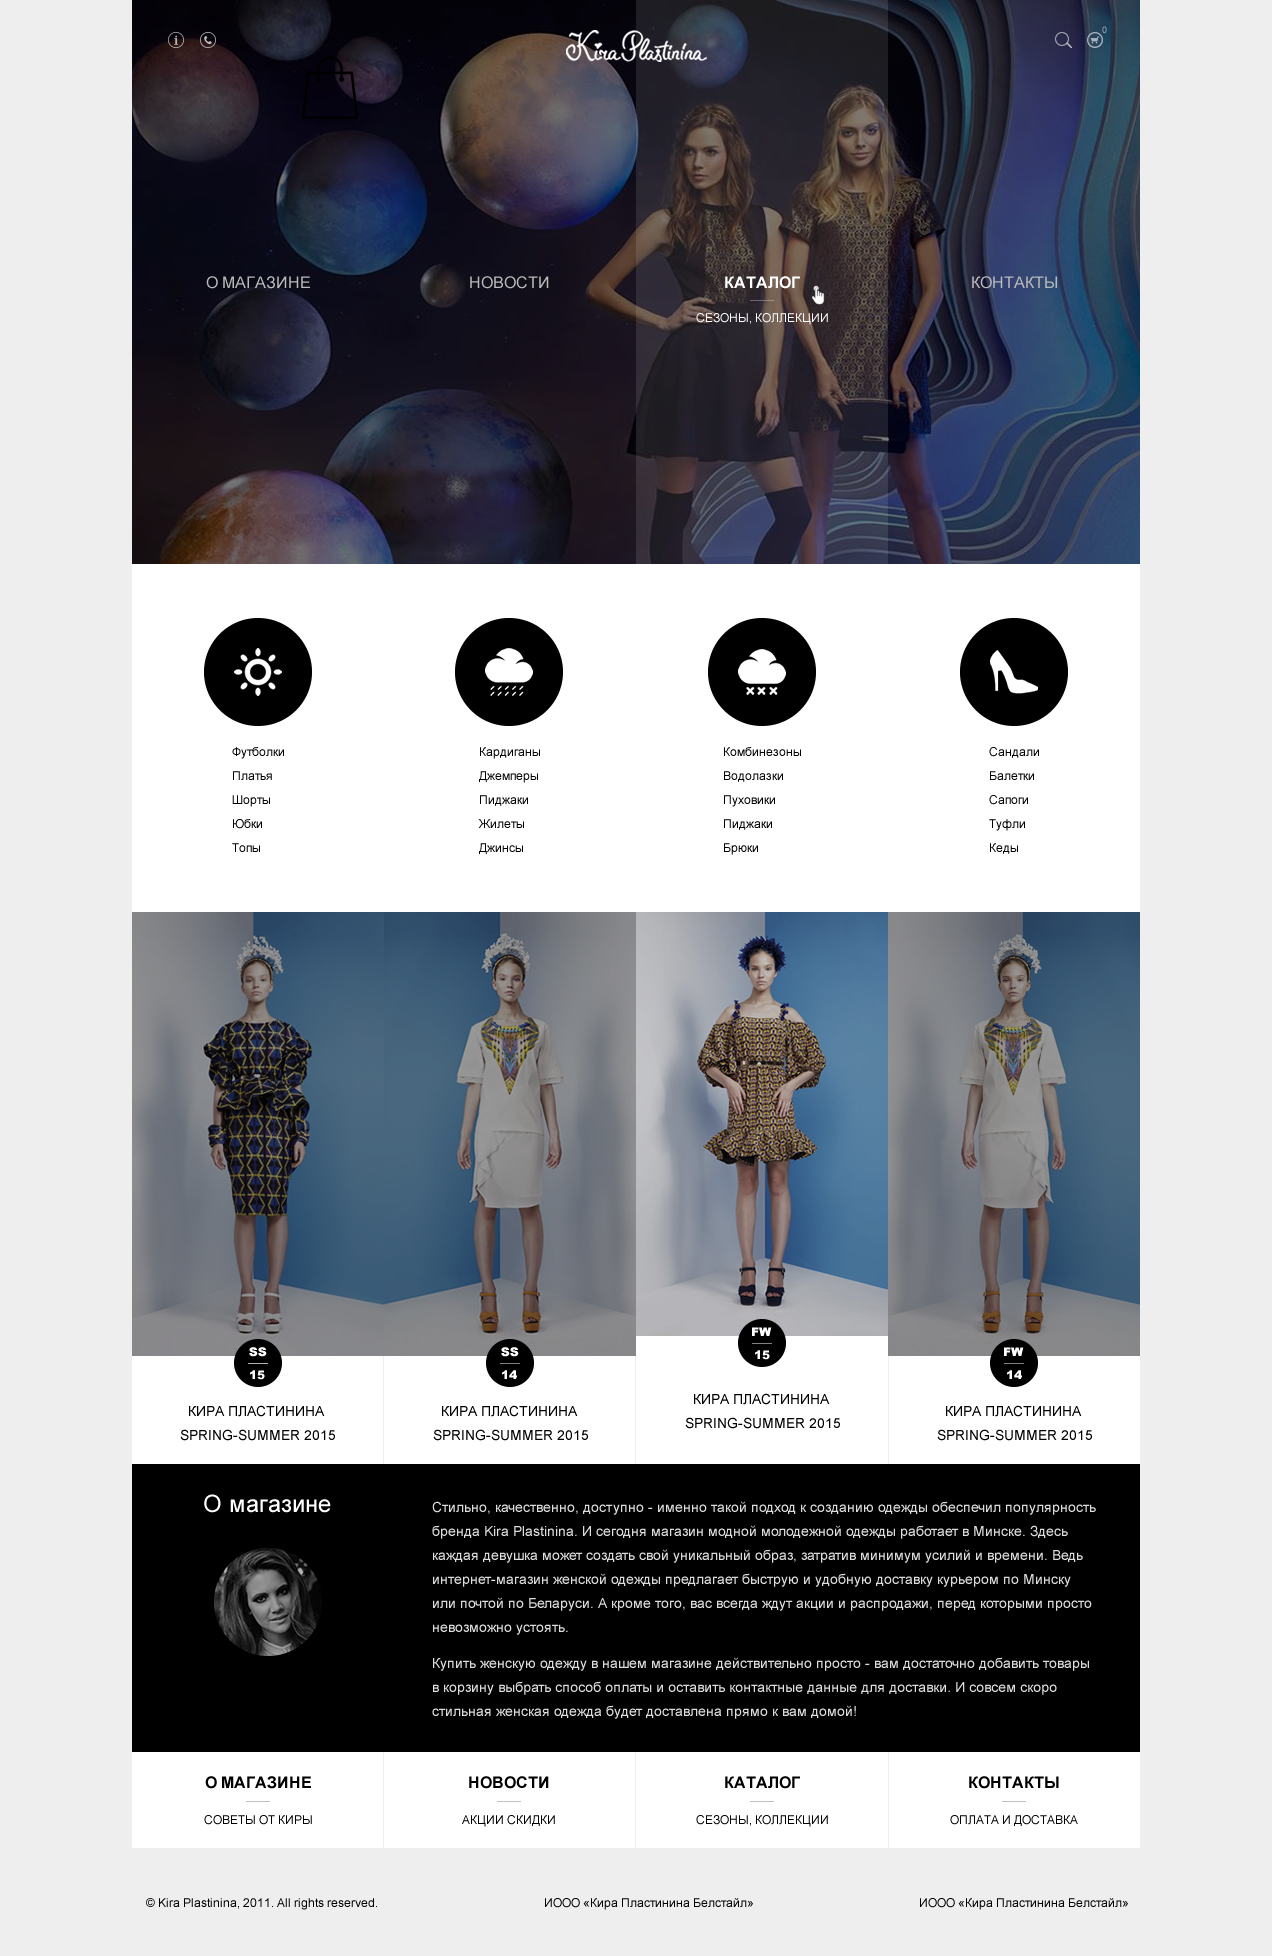 Kira Plastinina
0
О МАГАЗИНЕ
НОВОСТИ
КАТАЛОГ
СЕЗОНЫ, КОЛЛЕКЦИИ
КОНТАКТЫ
Футболки
Платья
Шорты
Юбки
Топы
Кардиганы
Джемперы
Пиджаки
Жилеты
Джинсы
Комбинезоны
Водолазки
Пуховики
Пиджаки
Брюки
Сандали
Балетки
Сапоги
Туфли
Кеды
SS
15
КИРА ПЛАСТИНИНА
SPRING-SUMMER 2015
SS
14
КИРА ПЛАСТИНИНА
SPRING-SUMMER 2015
FW
15
КИРА ПЛАСТИНИНА
SPRING-SUMMER 2015
FW
14
КИРА ПЛАСТИНИНА
SPRING-SUMMER 2015
О магазине
Стильно, качественно, доступно - именно такой подход к созданию одежды обеспечил популярность
бренда Kira Plastinina. И сегодня магазин модной молодежной одежды работает в Минске. Здесь
каждая девушка может создать свой уникальный образ, затратив минимум усилий и времени. Ведь
интернет-магазин женской одежды предлагает быструю и удобную доставку курьером по Минску
или почтой по Беларуси. А кроме того, вас всегда ждут акции и распродажи, перед которыми просто
невозможно устоять.
Купить женскую одежду в нашем магазине действительно просто - вам достаточно добавить товары
в корзину выбрать способ оплаты и оставить контактные данные для доставки. И совсем скоро
стильная женская одежда будет доставлена прямо к вам домой!
О МАГАЗИНЕ
СОВЕТЫ ОТ КИРЫ
НОВОСТИ
АКЦИИ СКИДКИ
КАТАЛОГ
СЕЗОНЫ, КОЛЛЕКЦИИ
КОНТАКТЫ
ОПЛАТА И ДОСТАВКА
© Kira Plastinina, 2011. All rights reserved.
ИООО «Кира Пластинина Белстайл»
ИООО «Кира Пластинина Белстайл»